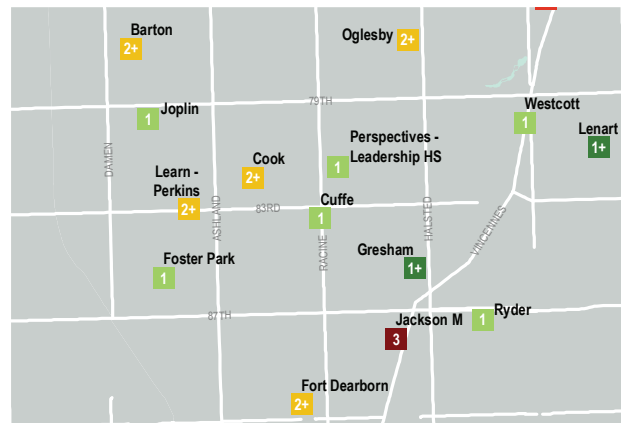 Barton
2+
Oglesby
2+
79TH
Joplin
1
Westcott
1
Lenart
1+
Perspectives -
Leadership HS
1
DAMEN
Cook
2+
Learn -
Perkins
2+
83RD
Cuffe
1
ASHLAND
RACINE
HALSTED
VINCENNES
Foster Park
1
Gresham
1+
87TH
Jackson M
3
Ryder
1
Fort Dearborn
2+